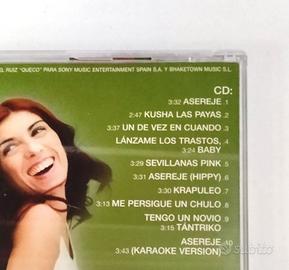 EL RUIZ "QUECO" PARA SONY MUSIC ENTERTAINMENT SPAIN S.A. Y SHAKETOWN MUSIC S.L.
CD:
3:32 ASEREJE .1
2:47 KUSHA LAS PAYAS .2
3:37 UN DE VEZ EN CUANDO .3
LÁNZAME LOS TRASTOS, .4
3:24 BABY
3:29 SEVILLANAS PINK .5
3:31 ASEREJE (HIPPY) .6
3:30 KRAPULEO .7
3:13 ME PERSIGUE UN CHULO .8
TENGO UN NOVIO .9
3:15 TÁNTRIKO
ASEREJE .10
3:43 (KARAOKE VERSION)
subito